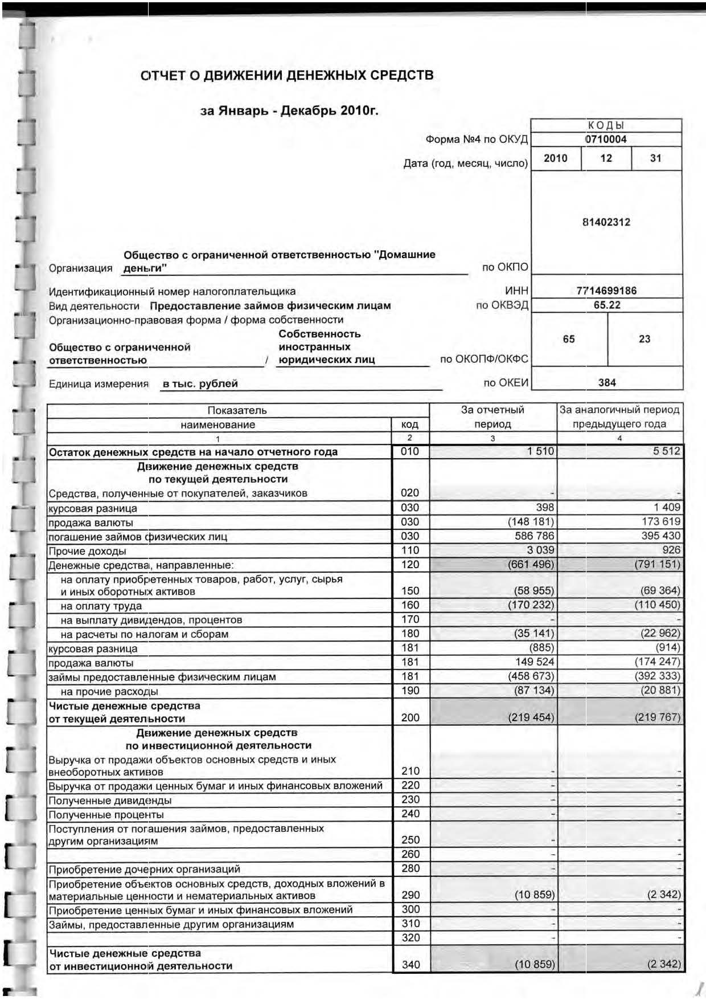 ОТЧЕТ О ДВИЖЕНИИ ДЕНЕЖНЫХ СРЕДСТВ
за Январь - Декабрь 2010г.
КОДЫ
Форма №4 по ОКУД 0710004
Дата (год, месяц, число) 2010 12 31
81402312
Общество с ограниченной ответственностью "Домашние
Организация деньги" по ОКПО
Идентификационный номер налогоплательщика ИНН 7714699186
Вид деятельности Предоставление займов физическим лицам по ОКВЭД 65.22
Организационно-правовая форма / форма собственности
Собственность
Общество с ограниченной иностранных 65 23
ответственностью / юридических лиц по ОКОПФ/ОКФС
Единица измерения в тыс. рублей по ОКЕИ 384
Показатель За отчетный За аналогичный период
наименование код период предыдущего года
1 2 3 4
Остаток денежных средств на начало отчетного года 010 1 510 5 512
Движение денежных средств
по текущей деятельности
Средства, полученные от покупателей, заказчиков 020 - -
курсовая разница 030 398 1 409
продажа валюты 030 (148 181) 173 619
погашение займов физических лиц 030 586 786 395 430
Прочие доходы 110 3 039 926
Денежные средства, направленные: 120 (661 496) (791 151)
на оплату приобретенных товаров, работ, услуг, сырья
и иных оборотных активов 150 (58 955) (69 364)
на оплату труда 160 (170 232) (110 450)
на выплату дивидендов, процентов 170 - -
на расчеты по налогам и сборам 180 (35 141) (22 962)
курсовая разница 181 (885) (914)
продажа валюты 181 149 524 (174 247)
займы предоставленные физическим лицам 181 (458 673) (392 333)
на прочие расходы 190 (87 134) (20 881)
Чистые денежные средства
от текущей деятельности 200 (219 454) (219 767)
Движение денежных средств
по инвестиционной деятельности
Выручка от продажи объектов основных средств и иных
внеоборотных активов 210 - -
Выручка от продажи ценных бумаг и иных финансовых вложений 220 - -
Полученные дивиденды 230 - -
Полученные проценты 240 - -
Поступления от погашения займов, предоставленных
другим организациям 250 - -
260 - -
Приобретение дочерних организаций 280 - -
Приобретение объектов основных средств, доходных вложений в
материальные ценности и нематериальных активов 290 (10 859) (2 342)
Приобретение ценных бумаг и иных финансовых вложений 300 - -
Займы, предоставленные другим организациям 310 - -
320 - -
Чистые денежные средства
от инвестиционной деятельности 340 (10 859) (2 342)